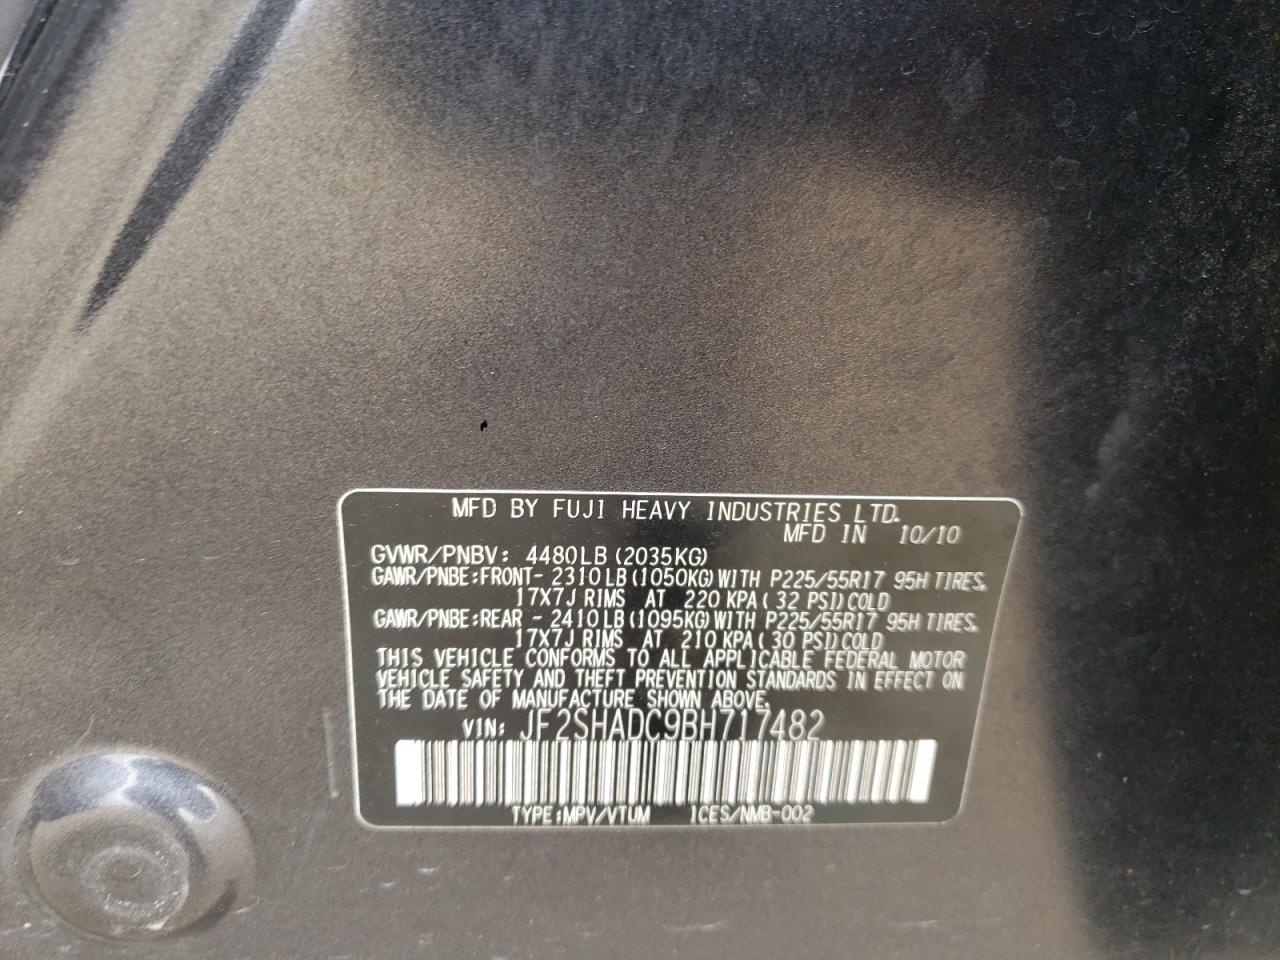 MFD BY FUJI HEAVY INDUSTRIES LTD.
MFD IN 10/10
GVWR/PNBV: 4480LB (2035KG)
GAWR/PNBE:FRONT- 2310LB(1050KG)WITH P225/55R17 95H TIRES,
17X7J RIMS AT 220 KPA( 32 PSI)COLD
GAWR/PNBE:REAR - 2410LB(1095KG)WITH P225/55R17 95H TIRES,
17X7J RIMS AT 210 KPA( 30 PSI)COLD
THIS VEHICLE CONFORMS TO ALL APPLICABLE FEDERAL MOTOR
VEHICLE SAFETY AND THEFT PREVENTION STANDARDS IN EFFECT ON
THE DATE OF MANUFACTURE SHOWN ABOVE.
VIN: JF2SHADC9BH717482
TYPE:MPV/VTUM ICES/NMB-002